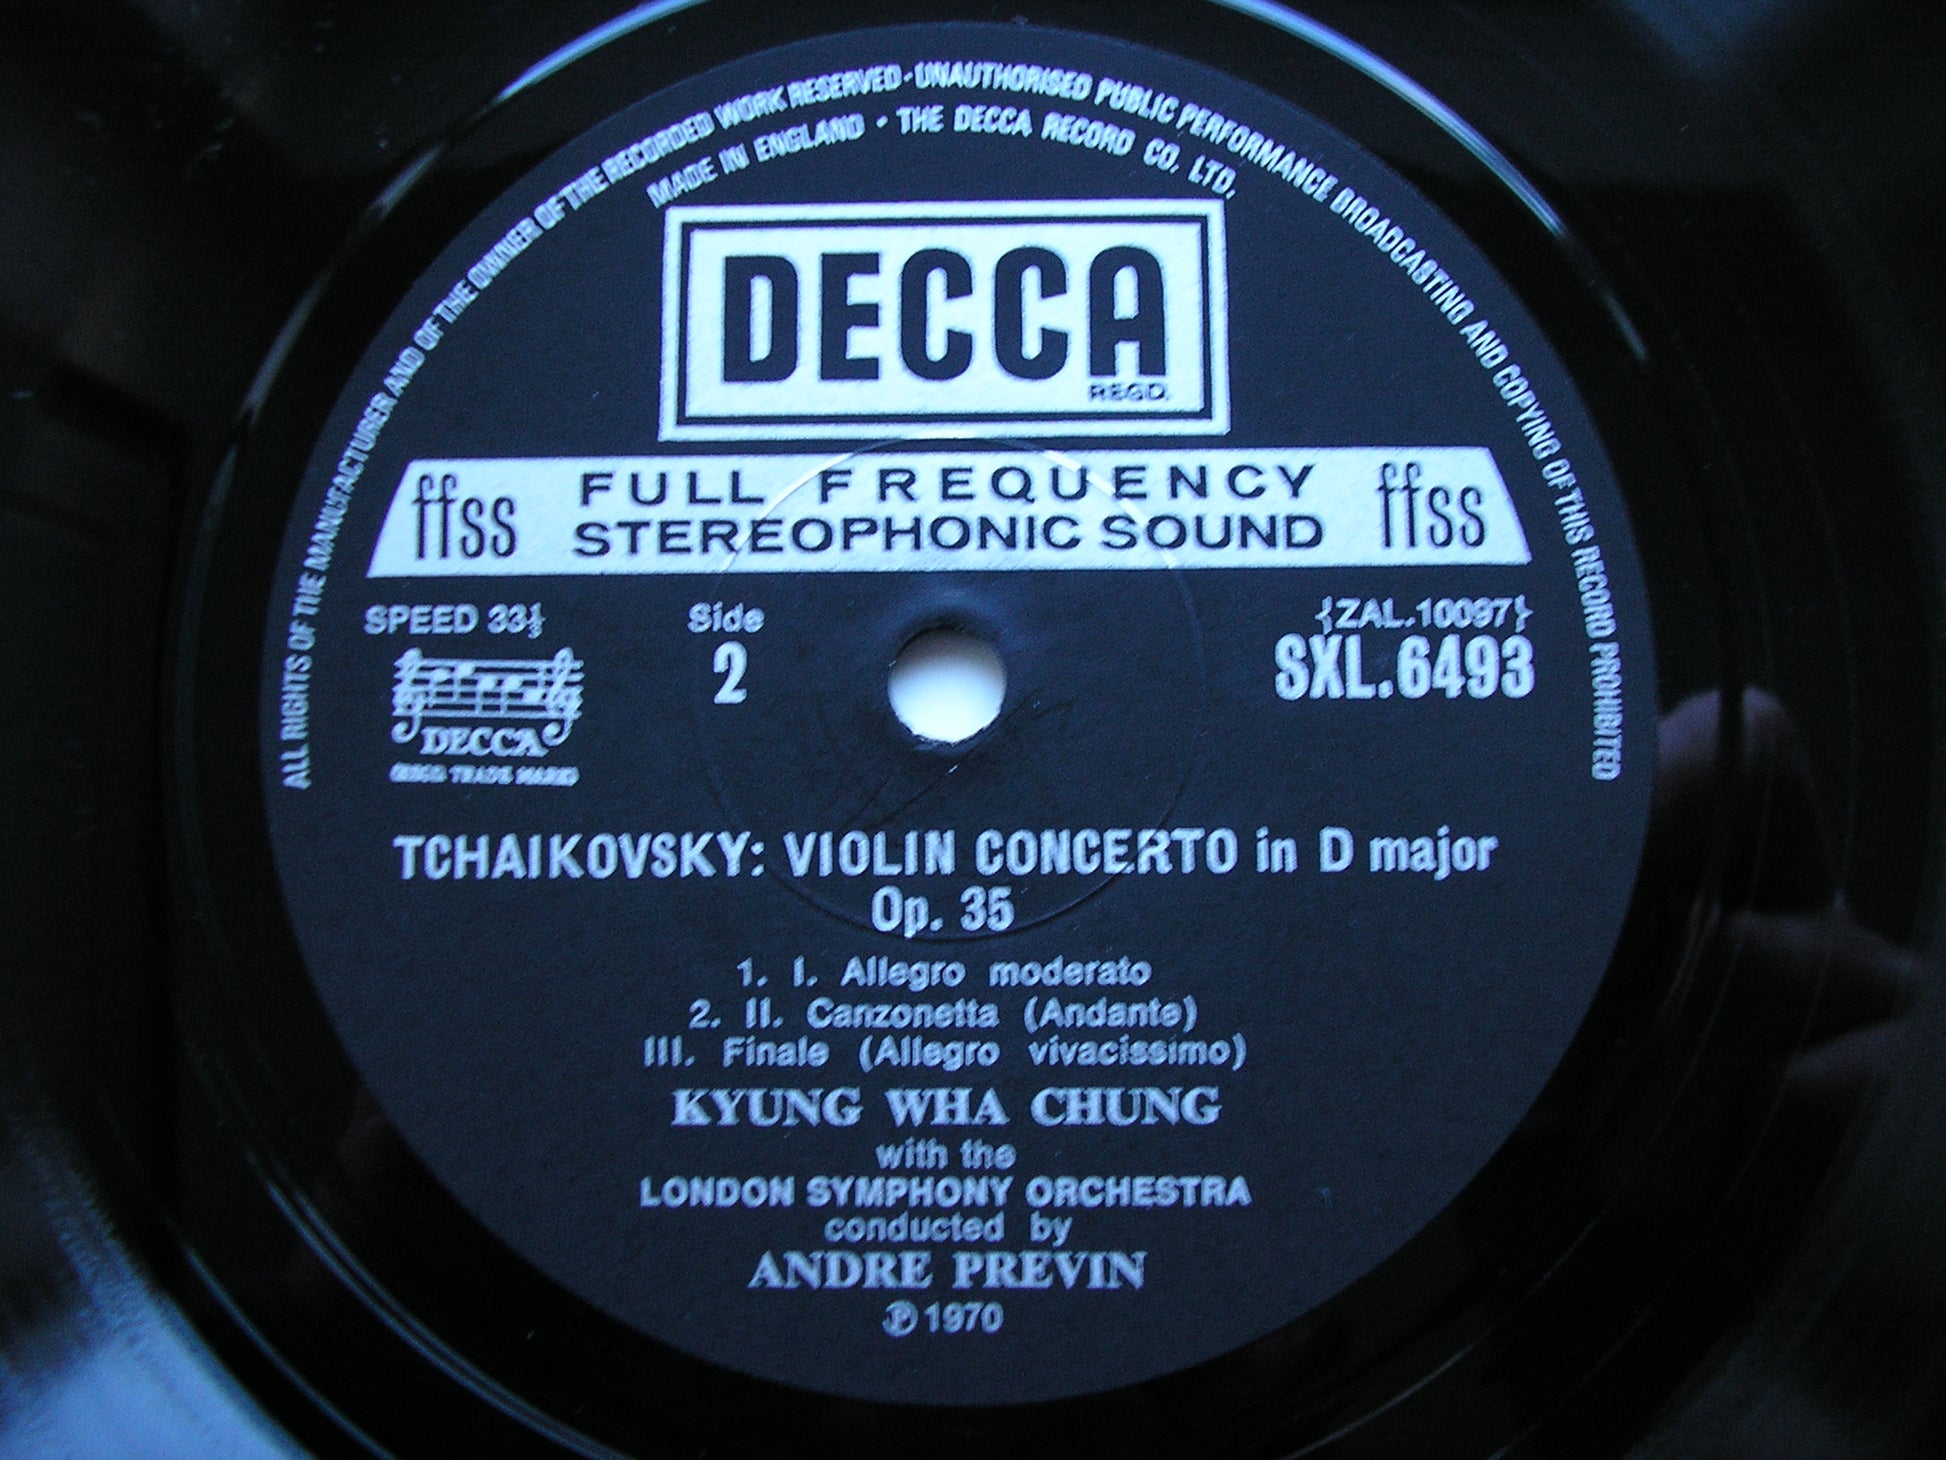 ALL RIGHTS OF THE MANUFACTURER AND OF THE OWNER OF THE RECORDED WORK RESERVED · UNAUTHORISED PUBLIC PERFORMANCE BROADCASTING AND COPYING OF THIS RECORD PROHIBITED
MADE IN ENGLAND · THE DECCA RECORD CO. LTD.
DECCA
REGD.
ffss FULL FREQUENCY ffss
STEREOPHONIC SOUND
SPEED 33⅓ Side {ZAL.10097}
2 SXL.6493
DECCA
TRADE MARK
TCHAIKOVSKY: VIOLIN CONCERTO in D major
Op. 35
1. I. Allegro moderato
2. II. Canzonetta (Andante)
III. Finale (Allegro vivacissimo)
KYUNG WHA CHUNG
with the
LONDON SYMPHONY ORCHESTRA
conducted by
ANDRE PREVIN
℗ 1970